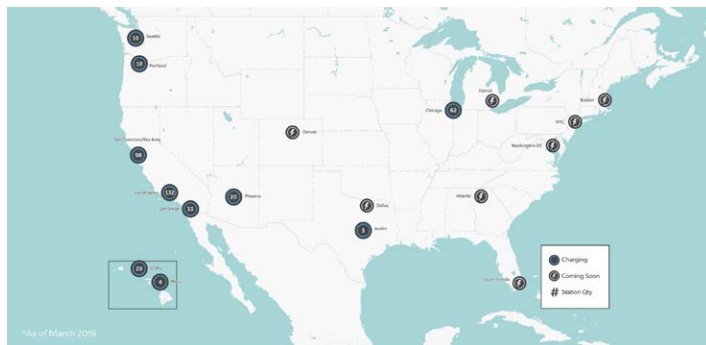 16 Seattle
18 Portland
Detroit
Boston
Chicago 62
NYC
Denver
San Francisco/Bay Area
Washington DC
98
Los Angeles 132
20 Phoenix
Atlanta
San Diego 33
Dallas
3 Austin
Charging
Oahu
Coming Soon
4 Maui
South Florida
# Station Qty
*As of March 2018